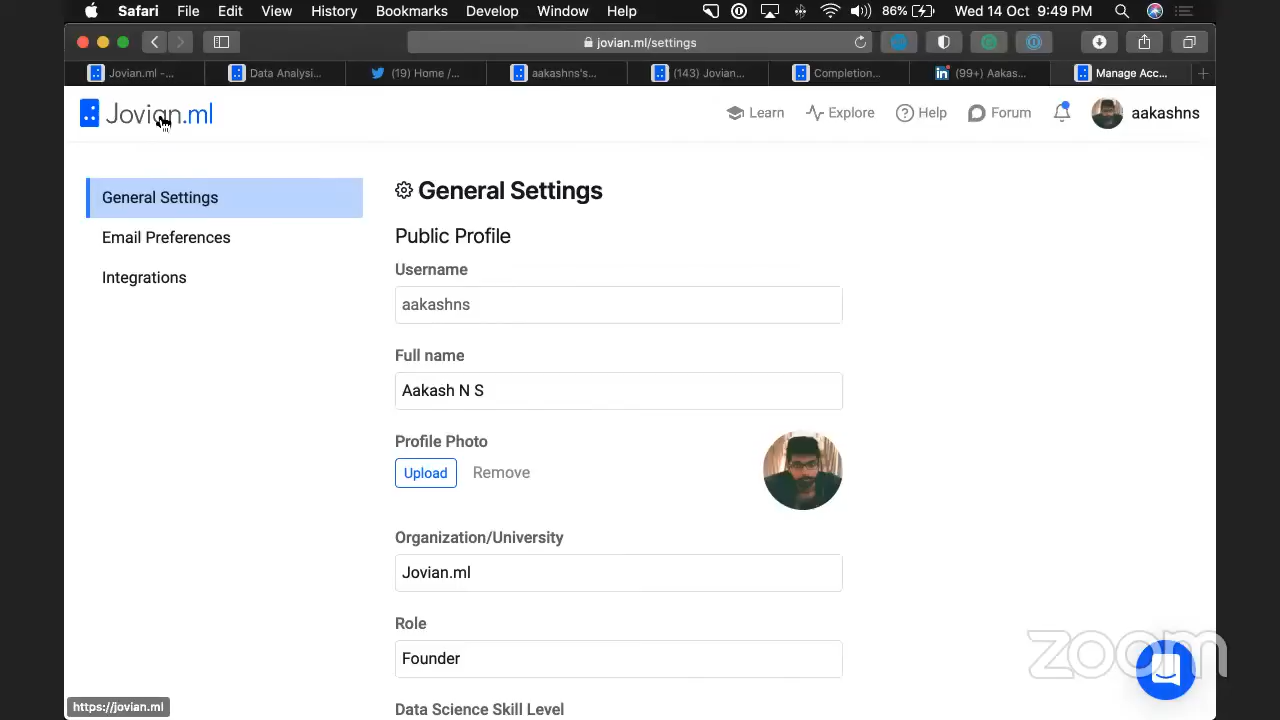 Safari File Edit View History Bookmarks Develop Window Help 86% Wed 14 Oct 9:49 PM
jovian.ml/settings
Jovian.ml -... Data Analysi... (19) Home /... aakashns's... (143) Jovian... Completion... (99+) Aakas... Manage Acc...
Jovian.ml Learn Explore Help Forum aakashns
General Settings
Email Preferences
Integrations
General Settings
Public Profile
Username
aakashns
Full name
Aakash N S
Profile Photo
Upload Remove
Organization/University
Jovian.ml
Role
Founder
Data Science Skill Level
zoom
https://jovian.ml